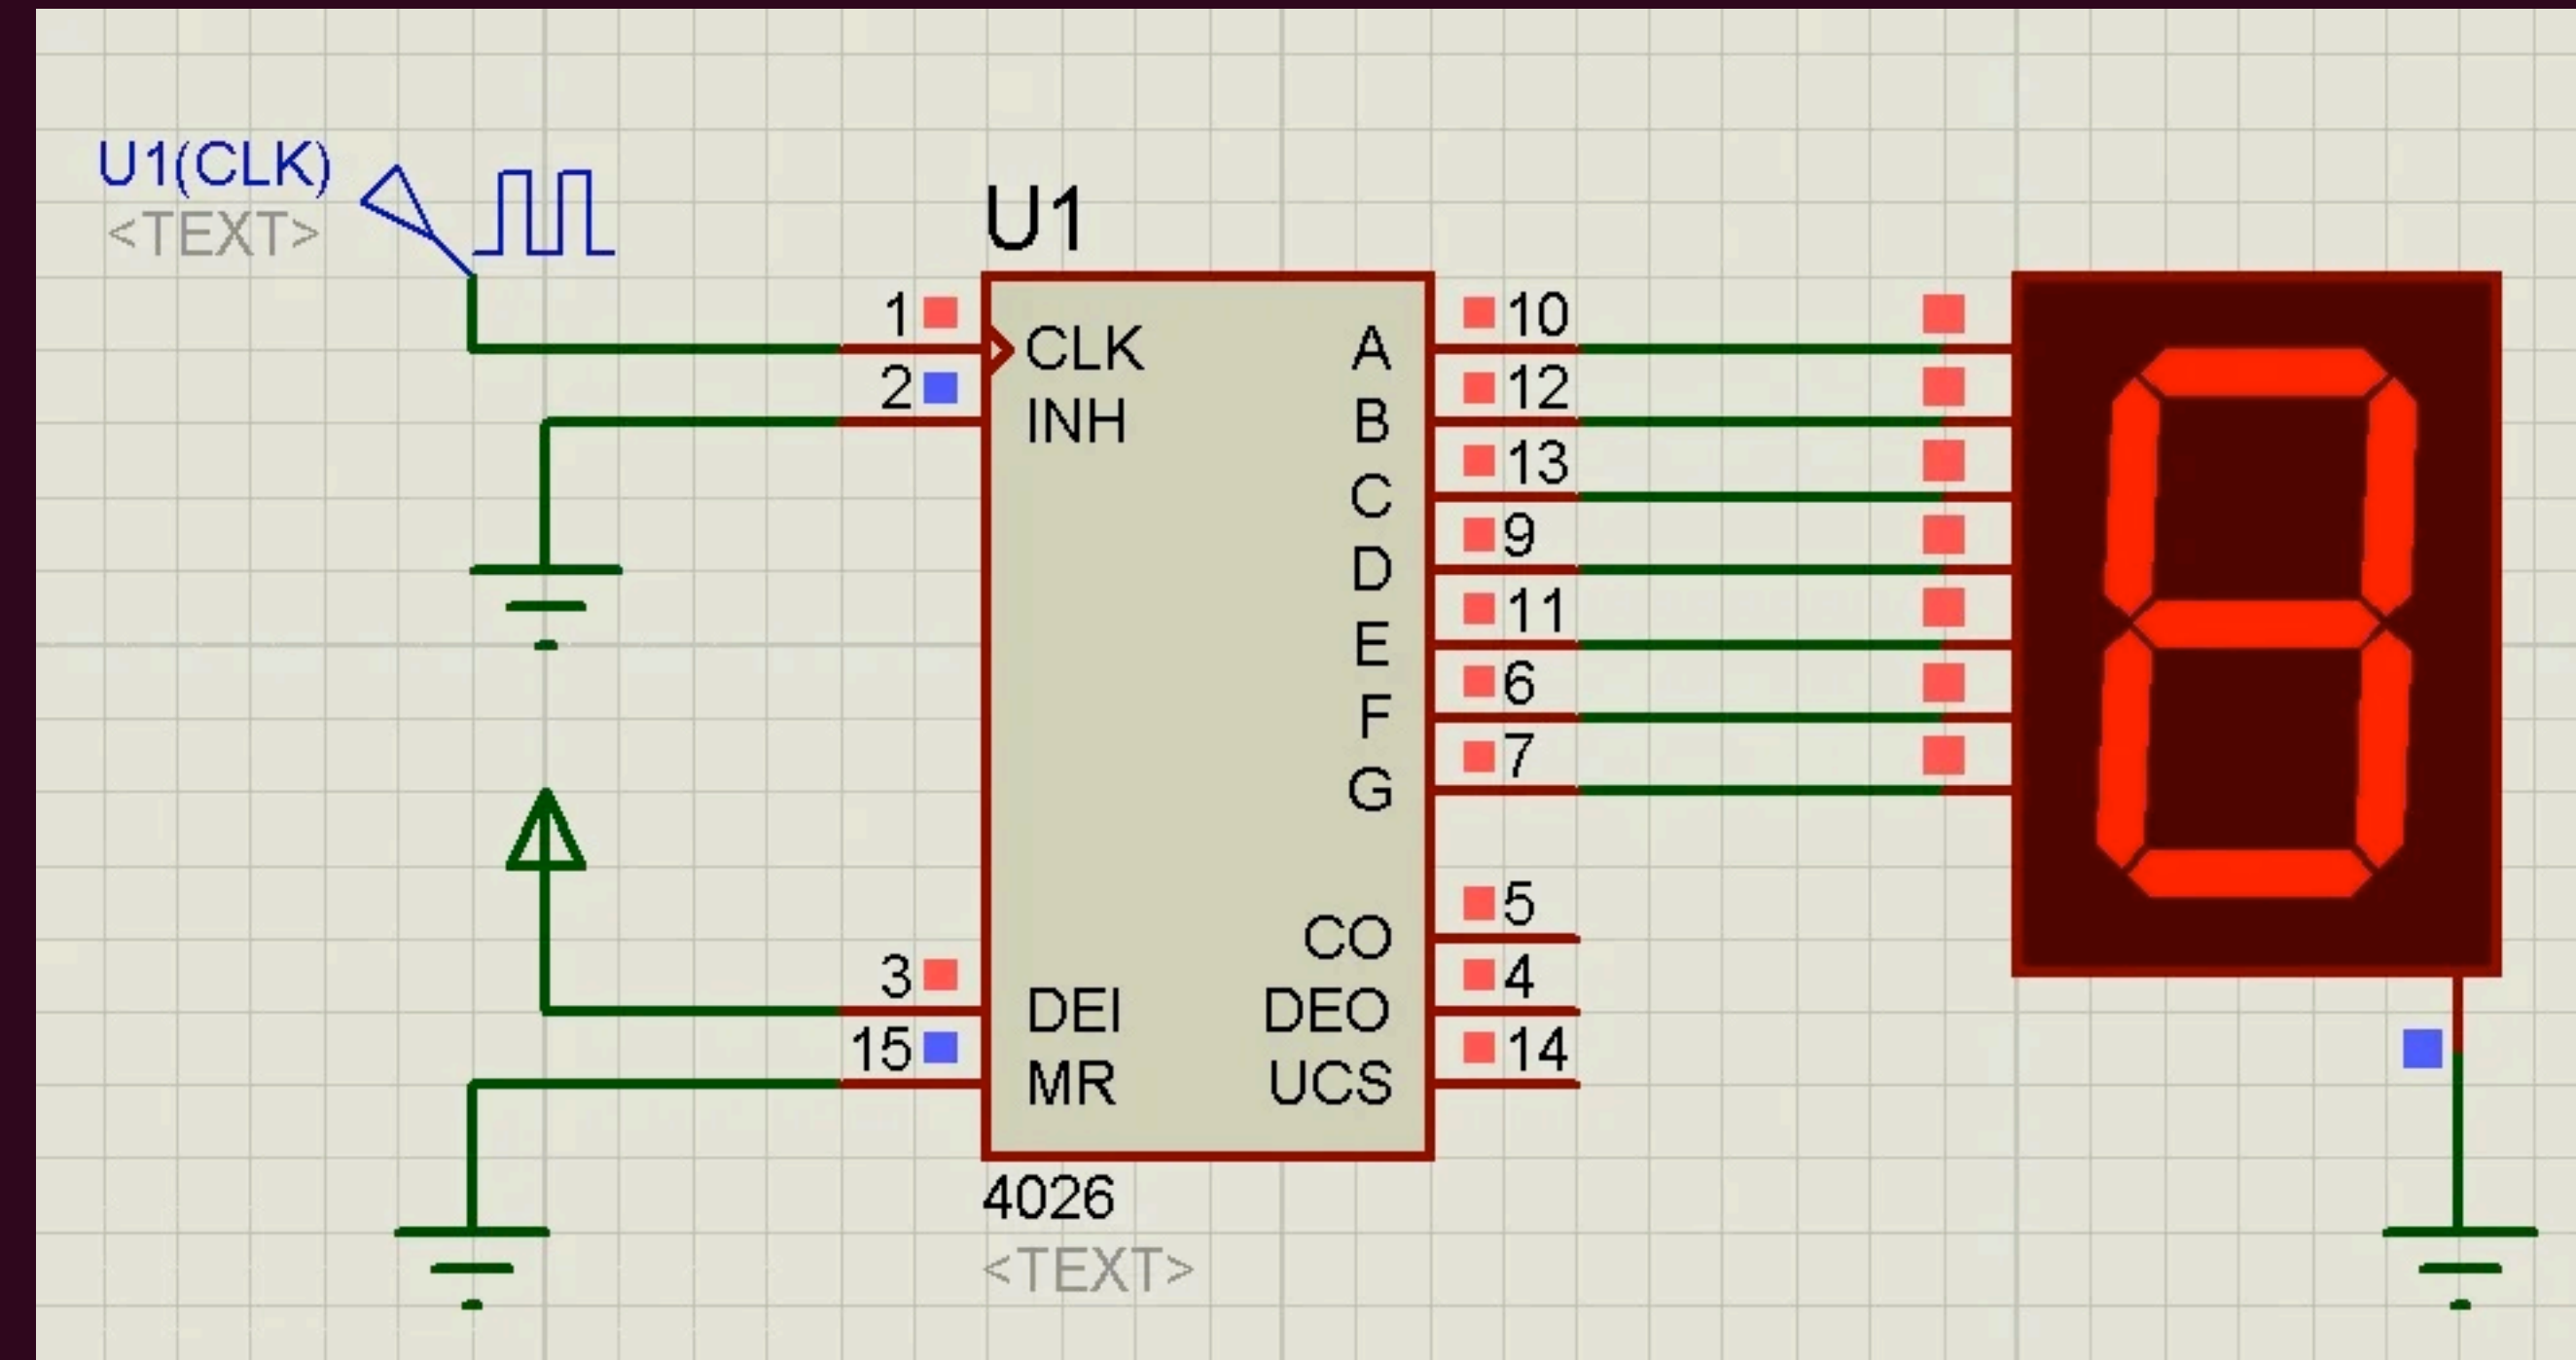 U1(CLK)
<TEXT>
U1
1 CLK A 10
2 INH B 12
C 13
D 9
E 11
F 6
G 7
CO 5
3 DEI DEO 4
15 MR UCS 14
4026
<TEXT>